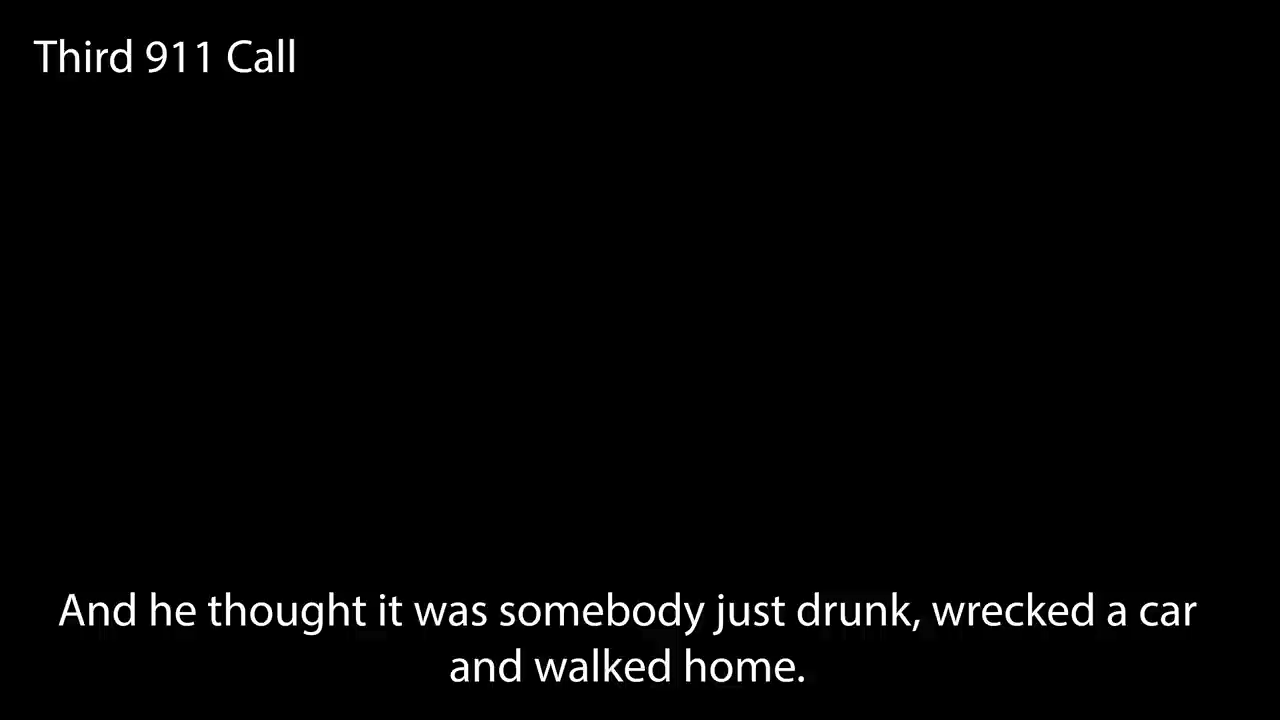 Third 911 Call
And he thought it was somebody just drunk, wrecked a car
and walked home.